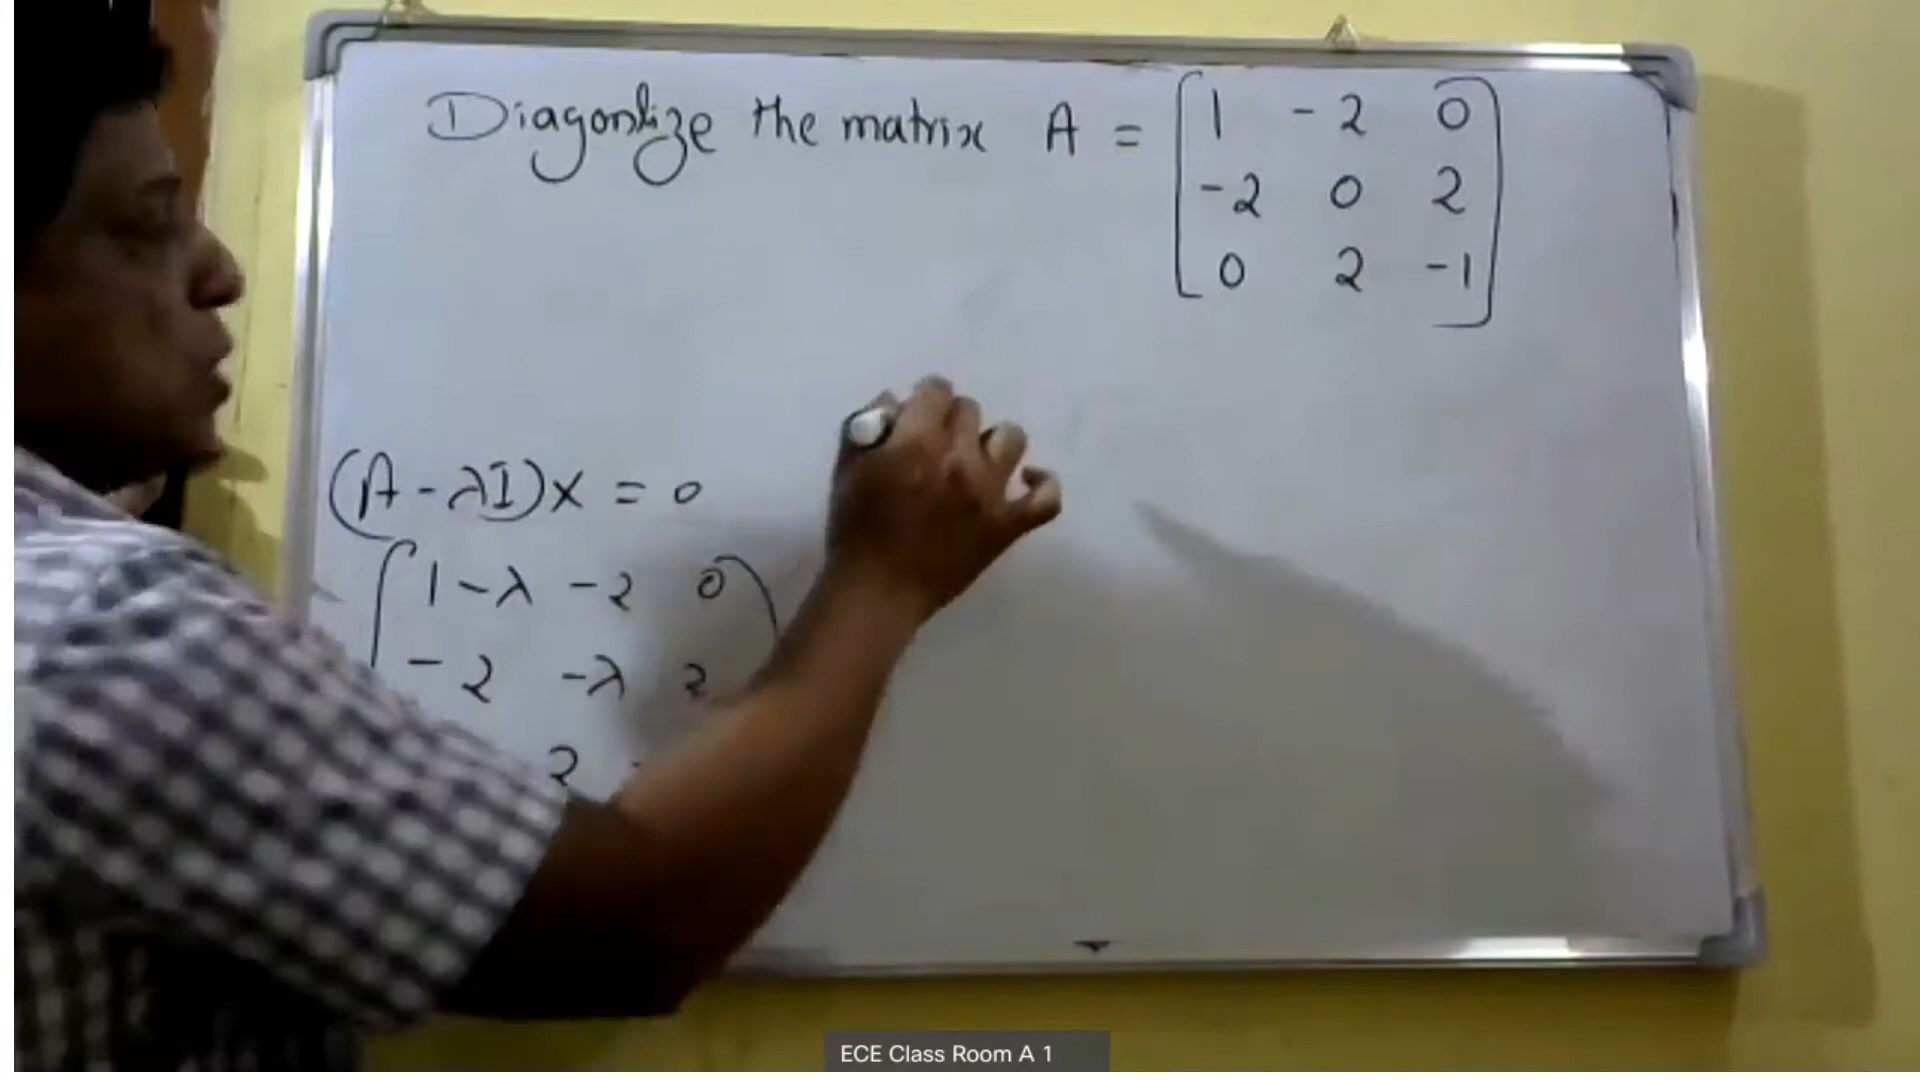 Diagonlize the matrix A = [1 -2 0
-2 0 2
0 2 -1]
(A - λI)x = 0
1-λ -2 0
-2 -λ 2
2
ECE Class Room A 1